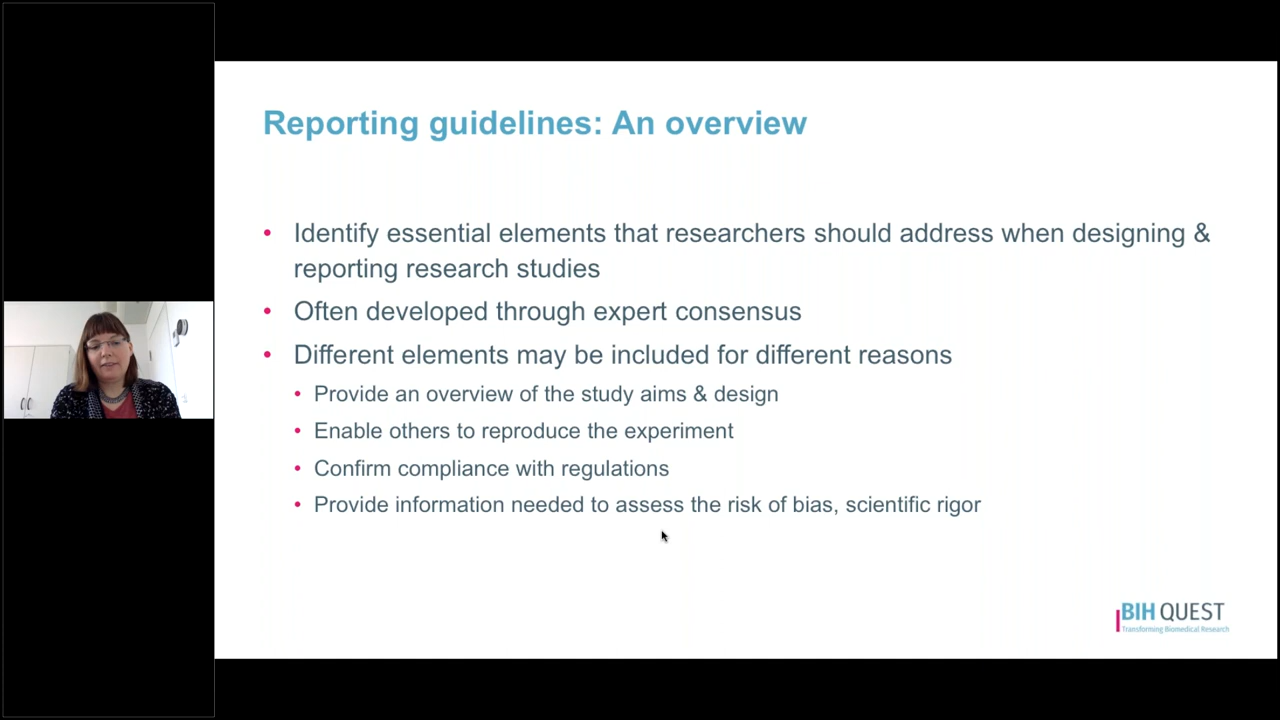 Reporting guidelines: An overview
• Identify essential elements that researchers should address when designing &
reporting research studies
• Often developed through expert consensus
• Different elements may be included for different reasons
• Provide an overview of the study aims & design
• Enable others to reproduce the experiment
• Confirm compliance with regulations
• Provide information needed to assess the risk of bias, scientific rigor
BIH QUEST
Transforming Biomedical Research